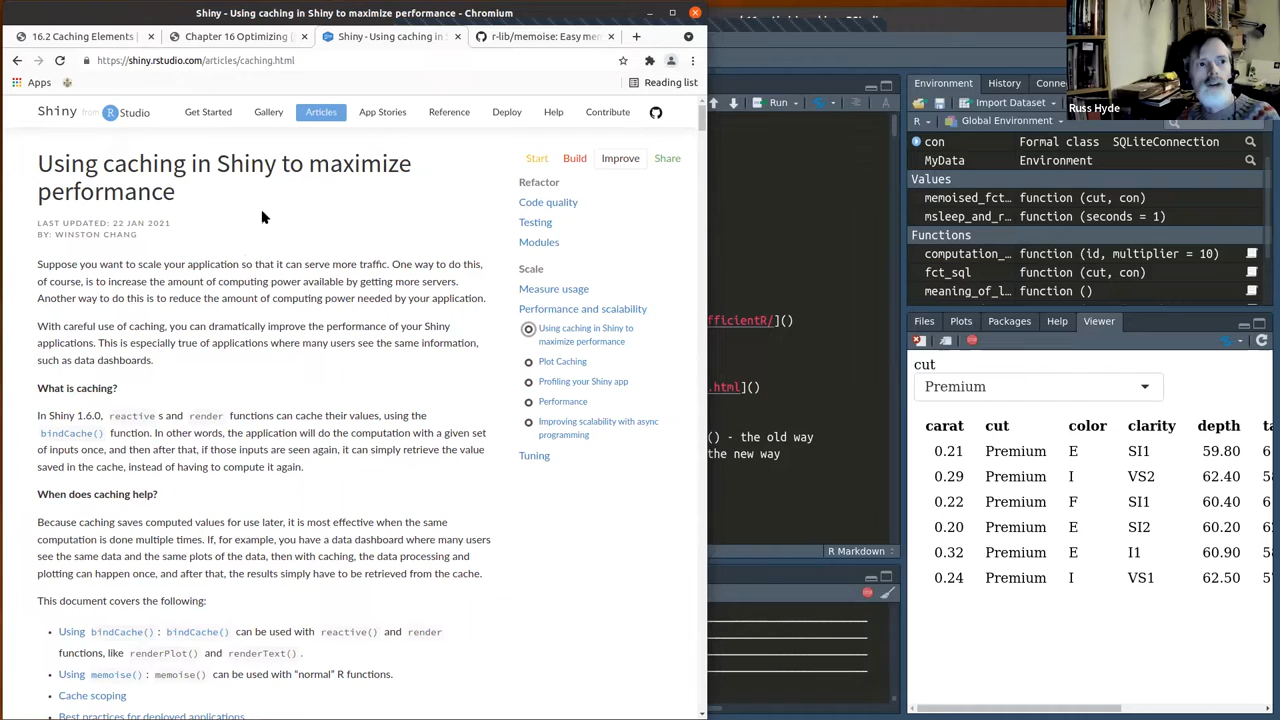 Shiny - Using caching in Shiny to maximize performance - Chromium
16.2 Caching Elements
Chapter 16 Optimizing
Shiny - Using caching in S
r-lib/memoise: Easy me
https://shiny.rstudio.com/articles/caching.html
Apps
Reading list
Shiny from R Studio
Get Started
Gallery
Articles
App Stories
Reference
Deploy
Help
Contribute
Using caching in Shiny to maximize
performance
LAST UPDATED: 22 JAN 2021
BY: WINSTON CHANG
Suppose you want to scale your application so that it can serve more traffic. One way to do this,
of course, is to increase the amount of computing power available by getting more servers.
Another way to do this is to reduce the amount of computing power needed by your application.
With careful use of caching, you can dramatically improve the performance of your Shiny
applications. This is especially true of applications where many users see the same information,
such as data dashboards.
What is caching?
In Shiny 1.6.0, reactive s and render functions can cache their values, using the
bindCache() function. In other words, the application will do the computation with a given set
of inputs once, and then after that, if those inputs are seen again, it can simply retrieve the value
saved in the cache, instead of having to compute it again.
When does caching help?
Because caching saves computed values for use later, it is most effective when the same
computation is done multiple times. If, for example, you have a data dashboard where many users
see the same data and the same plots of the data, then with caching, the data processing and
plotting can happen once, and after that, the results simply have to be retrieved from the cache.
This document covers the following:
Using bindCache() : bindCache() can be used with reactive() and render
functions, like renderPlot() and renderText() .
Using memoise() : memoise() can be used with “normal” R functions.
Cache scoping
Best practices for deployed applications
Start
Build
Improve
Share
Refactor
Code quality
Testing
Modules
Scale
Measure usage
Performance and scalability
Using caching in Shiny to
maximize performance
Plot Caching
Profiling your Shiny app
Performance
Improving scalability with async
programming
Tuning
Run
fficientR/]()
.html]()
() - the old way
the new way
R Markdown
Environment
History
Conne
Import Dataset
R
Global Environment
con Formal class SQLiteConnection
MyData Environment
Values
memoised_fct… function (cut, con)
msleep_and_r… function (seconds = 1)
Functions
computation_… function (id, multiplier = 10)
fct_sql function (cut, con)
meaning_of_l… function ()
Files
Plots
Packages
Help
Viewer
cut
Premium
carat cut color clarity depth ta
0.21 Premium E SI1 59.80 6
0.29 Premium I VS2 62.40 5
0.22 Premium F SI1 60.40 6
0.20 Premium E SI2 60.20 6
0.32 Premium E I1 60.90 5
0.24 Premium I VS1 62.50 5
Russ Hyde